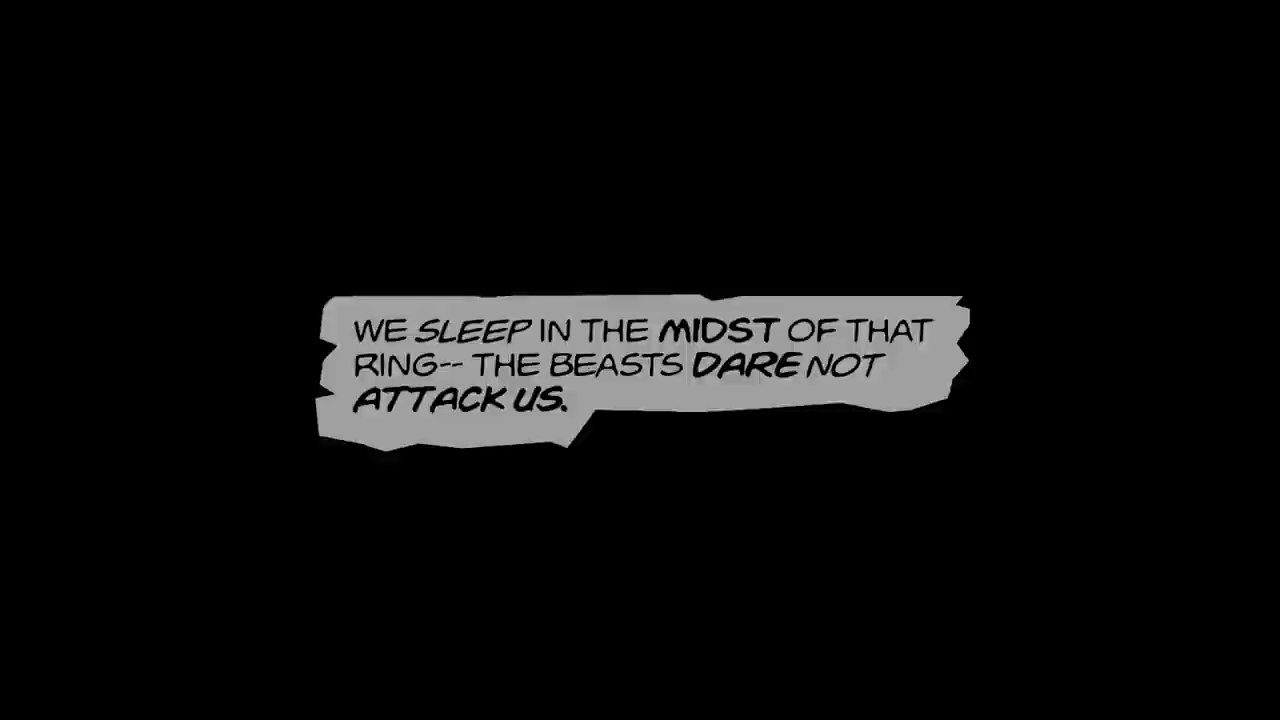 WE SLEEP IN THE MIDST OF THAT
RING-- THE BEASTS DARE NOT
ATTACK US.